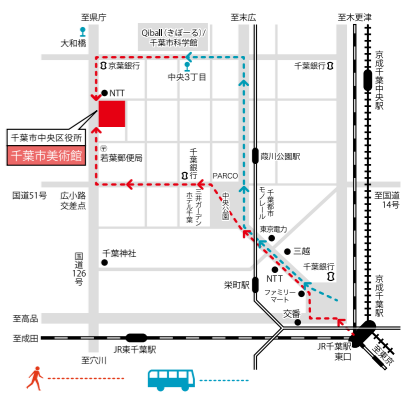 至県庁
至末広
至木更津
大和橋
Qiball(きぼーる)/
千葉市科学館
京葉銀行
中央3丁目
千葉銀行
京成千葉中央駅
NTT
千葉市中央区役所
千葉市美術館
〒
若葉郵便局
千葉銀行
PARCO
葭川公園駅
国道51号
広小路
交差点
三井ガーデン
ホテル千葉
中央公園
千葉都市
モノレール
至国道
14号
東京電力
三越
千葉神社
国道126号
栄町駅
NTT
千葉銀行
ファミリー
マート
京成千葉駅
至高品
交番
至成田
JR東千葉駅
JR千葉駅
東口
至東京
至穴川